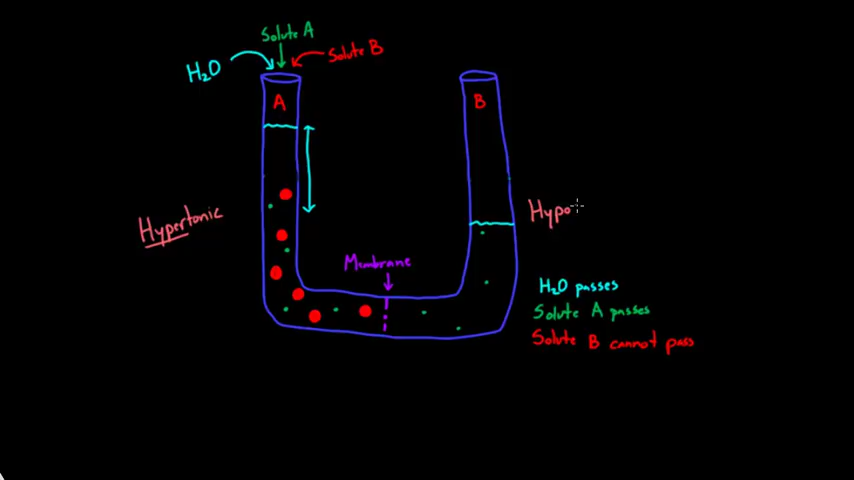 Solute A
Solute B
H₂O
A
B
Hypertonic
Hypo
Membrane
H₂O passes
Solute A passes
Solute B cannot pass